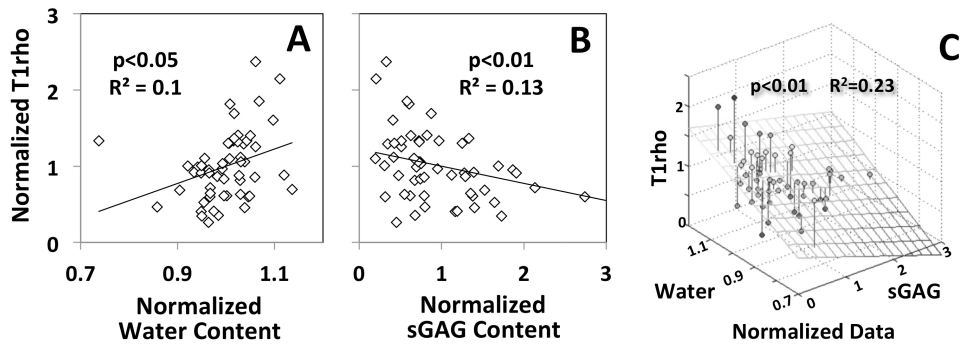 Normalized T1rho
3
2
1
0
A
p<0.05
R² = 0.1
0.7
0.9
1.1
Normalized
Water Content
B
p<0.01
R² = 0.13
0
1
2
3
Normalized
sGAG Content
C
p<0.01 R²=0.23
T1rho
2
1
0
1.1
0.9
0.7
Water
0
1
2
3
sGAG
Normalized Data